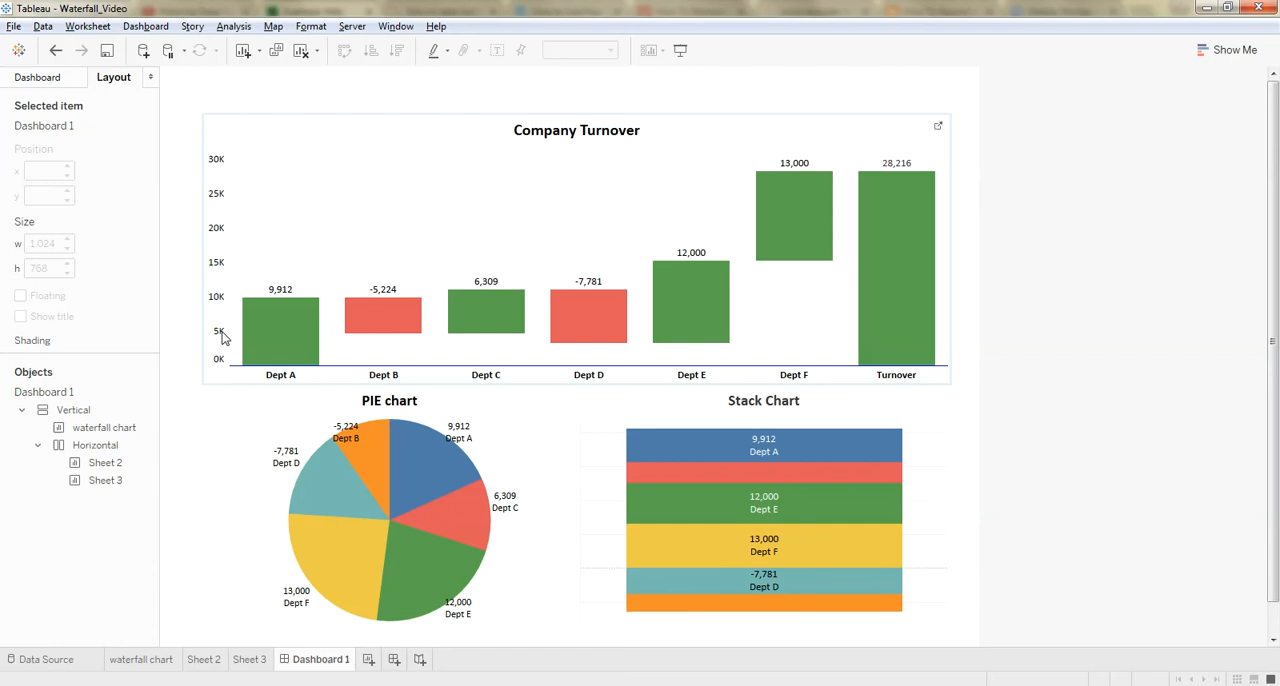 Tableau - Waterfall_Video
File Data Worksheet Dashboard Story Analysis Map Format Server Window Help
Show Me
Dashboard Layout
Selected item
Dashboard 1
Position
x
y
Size
w 1024
h 768
Floating
Show title
Shading
Objects
Dashboard 1
Vertical
waterfall chart
Horizontal
Sheet 2
Sheet 3
Company Turnover
30K
25K
20K
15K
10K
5K
0K
9,912
-5,224
6,309
-7,781
12,000
13,000
28,216
Dept A Dept B Dept C Dept D Dept E Dept F Turnover
PIE chart
-5,224
Dept B
9,912
Dept A
-7,781
Dept D
6,309
Dept C
13,000
Dept F
12,000
Dept E
Stack Chart
9,912
Dept A
12,000
Dept E
13,000
Dept F
-7,781
Dept D
Data Source waterfall chart Sheet 2 Sheet 3 Dashboard 1